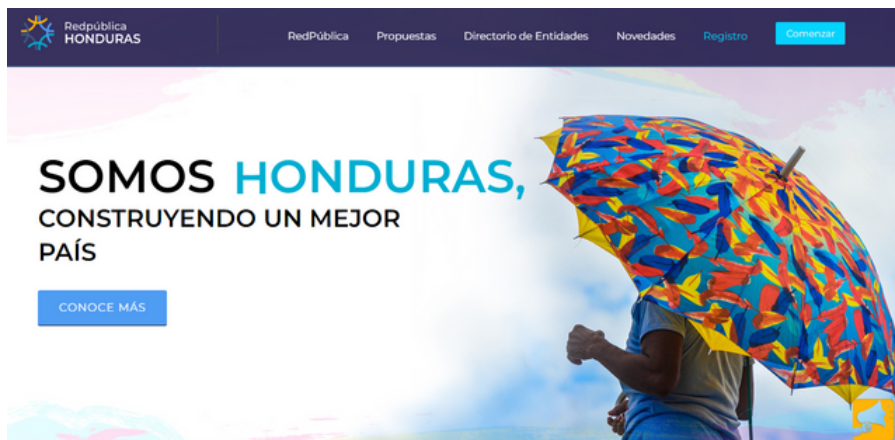 Redpública
HONDURAS
RedPública Propuestas Directorio de Entidades Novedades Registro Comenzar
SOMOS HONDURAS,
CONSTRUYENDO UN MEJOR
PAÍS
CONOCE MÁS